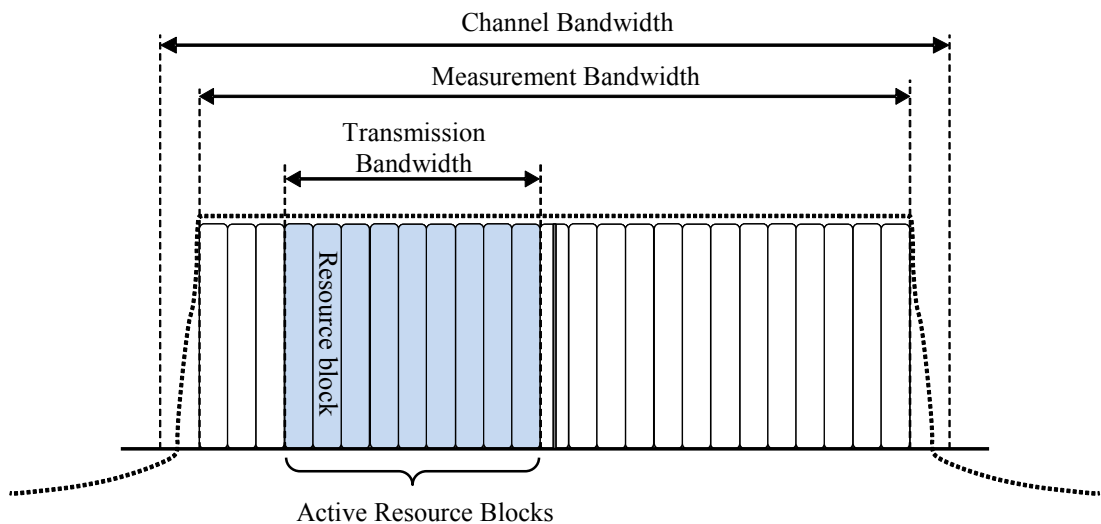 Channel Bandwidth
Measurement Bandwidth
Transmission
Bandwidth
Resource block
Active Resource Blocks